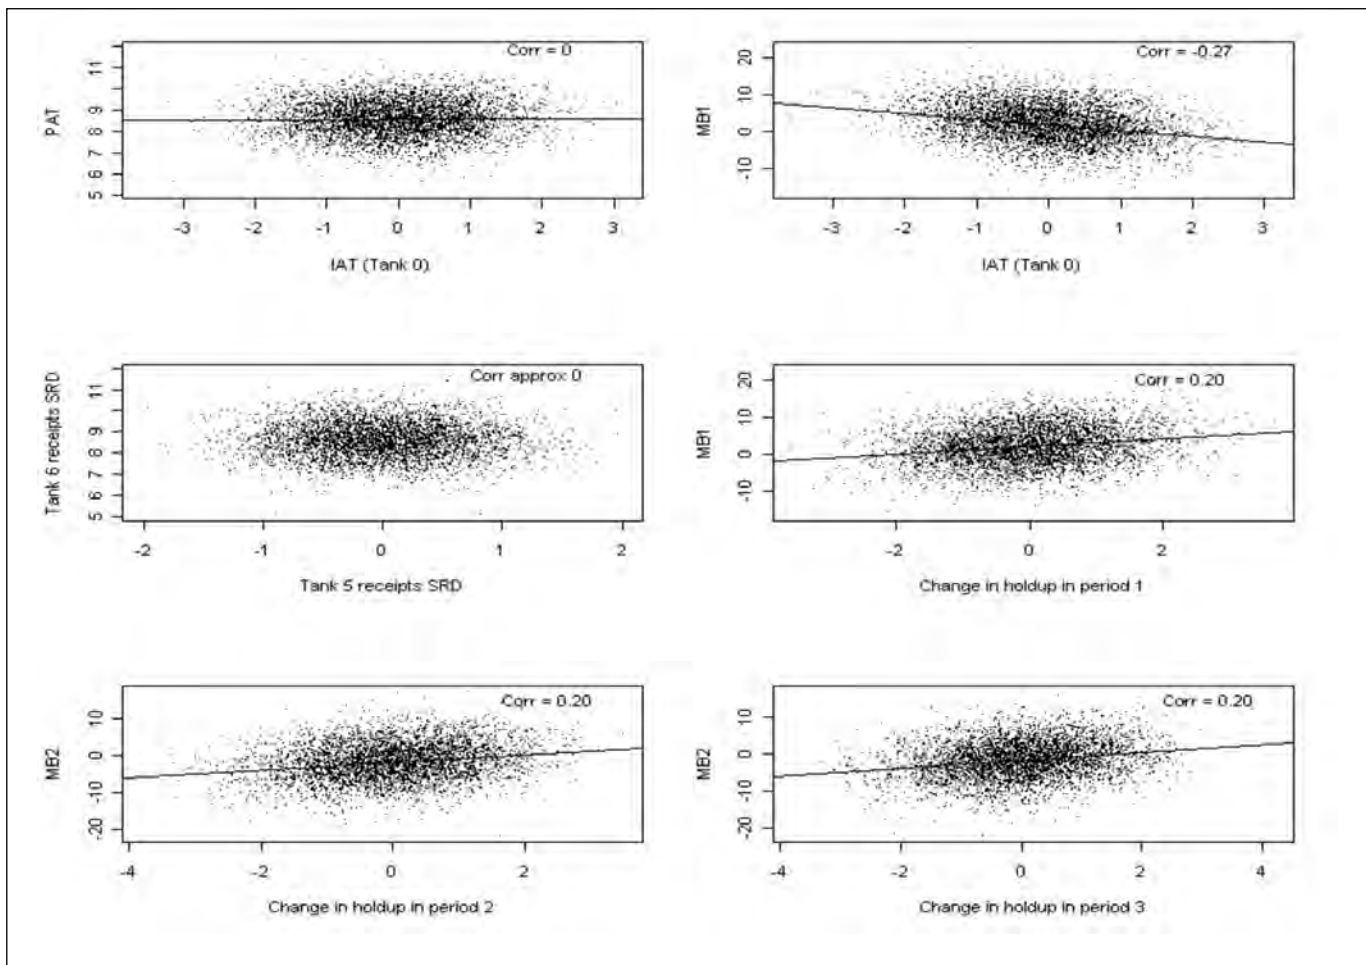 Corr = 0
PAT
11
9
8
7
6
5
-3 -2 -1 0 1 2 3
IAT (Tank 0)
Corr = -0.27
MB1
20
10
0
-10
-3 -2 -1 0 1 2 3
IAT (Tank 0)
Corr approx 0
Tank 6 receipts SRD
11
9
8
7
6
5
-2 -1 0 1 2
Tank 5 receipts SRD
Corr = 0.20
MB1
20
10
0
-10
-2 0 2
Change in holdup in period 1
Corr = 0.20
MB2
10
0
-10
-20
-4 -2 0 2
Change in holdup in period 2
Corr = 0.20
MB2
10
0
-10
-20
-4 -2 0 2 4
Change in holdup in period 3